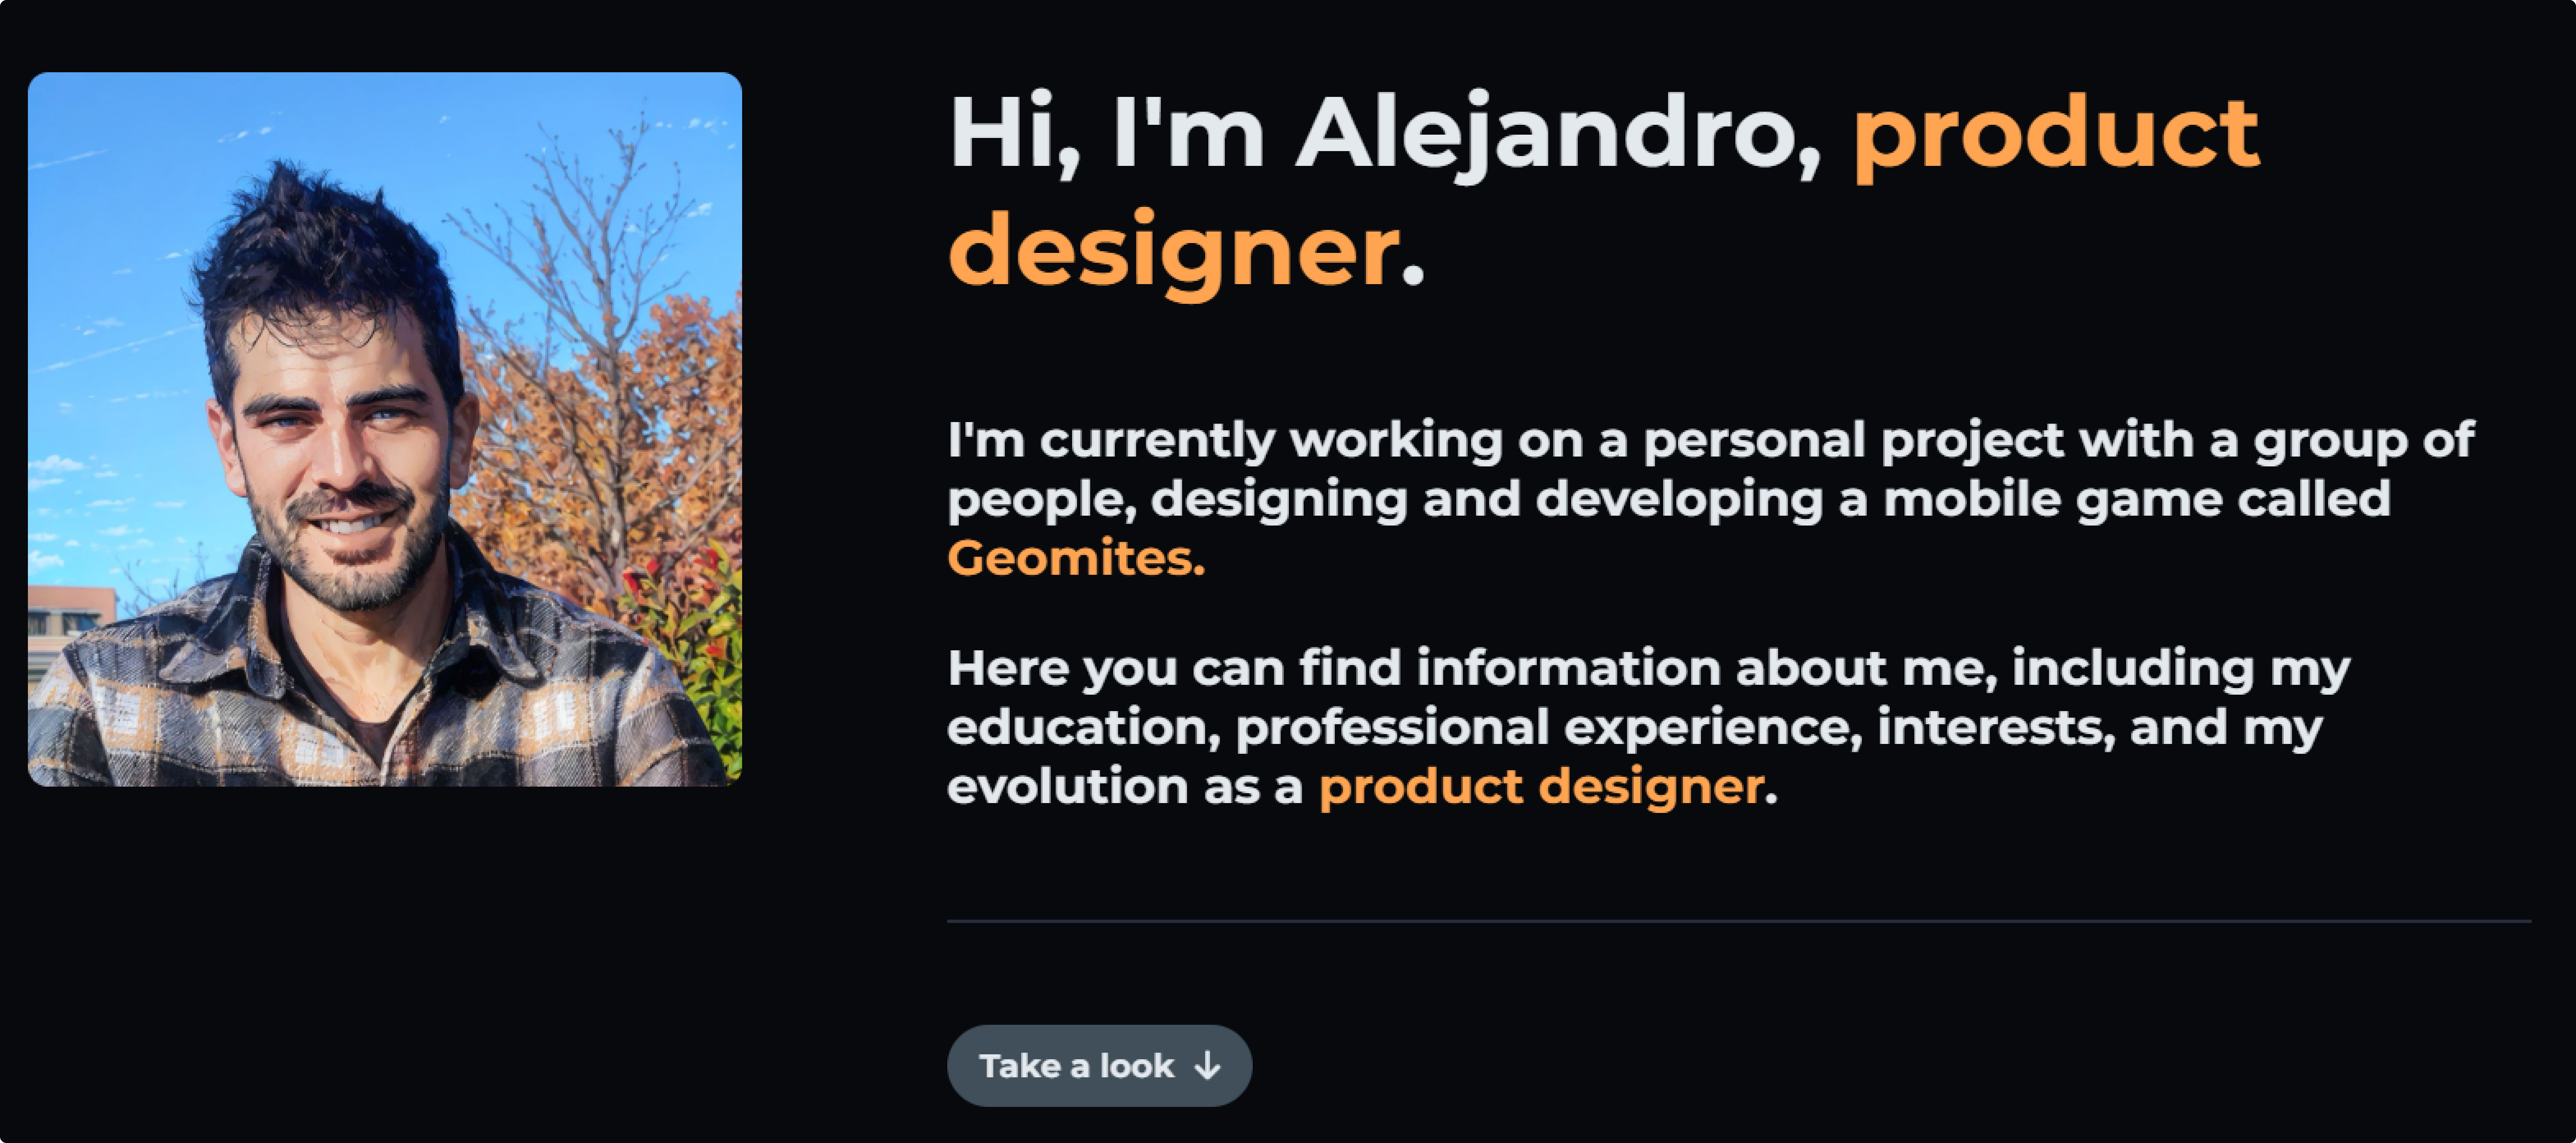 Hi, I'm Alejandro, product
designer.
I'm currently working on a personal project with a group of
people, designing and developing a mobile game called
Geomites.
Here you can find information about me, including my
education, professional experience, interests, and my
evolution as a product designer.
Take a look ↓